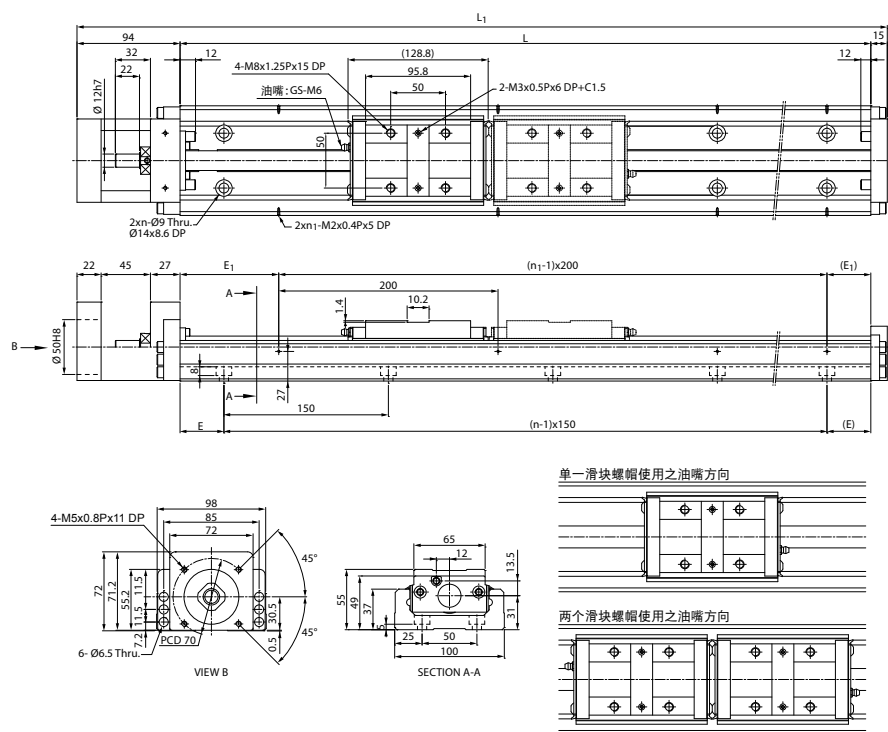 L1
94
L
15
32
12
12
22
4-M8x1.25Px15 DP
(128.8)
95.8
油嘴:GS-M6
50
2-M3x0.5Px6 DP+C1.5
Ø 12h7
50
2xn-Ø9 Thru.
Ø14x8.6 DP
2xn1-M2x0.4Px5 DP
22
45
27
E1
(n1-1)x200
(E1)
A
200
10.2
1.4
B
Ø 50H8
8
27
A
150
E
(n-1)x150
(E)
单一滑块螺帽使用之油嘴方向
98
4-M5x0.8Px11 DP
85
72
45°
45°
72
71.2
55.2
11.5
11.5
7.2
30.5
0.5
PCD 70
6- Ø6.5 Thru.
VIEW B
65
12
13.5
55
49
37
31
5
25
50
100
SECTION A-A
两个滑块螺帽使用之油嘴方向